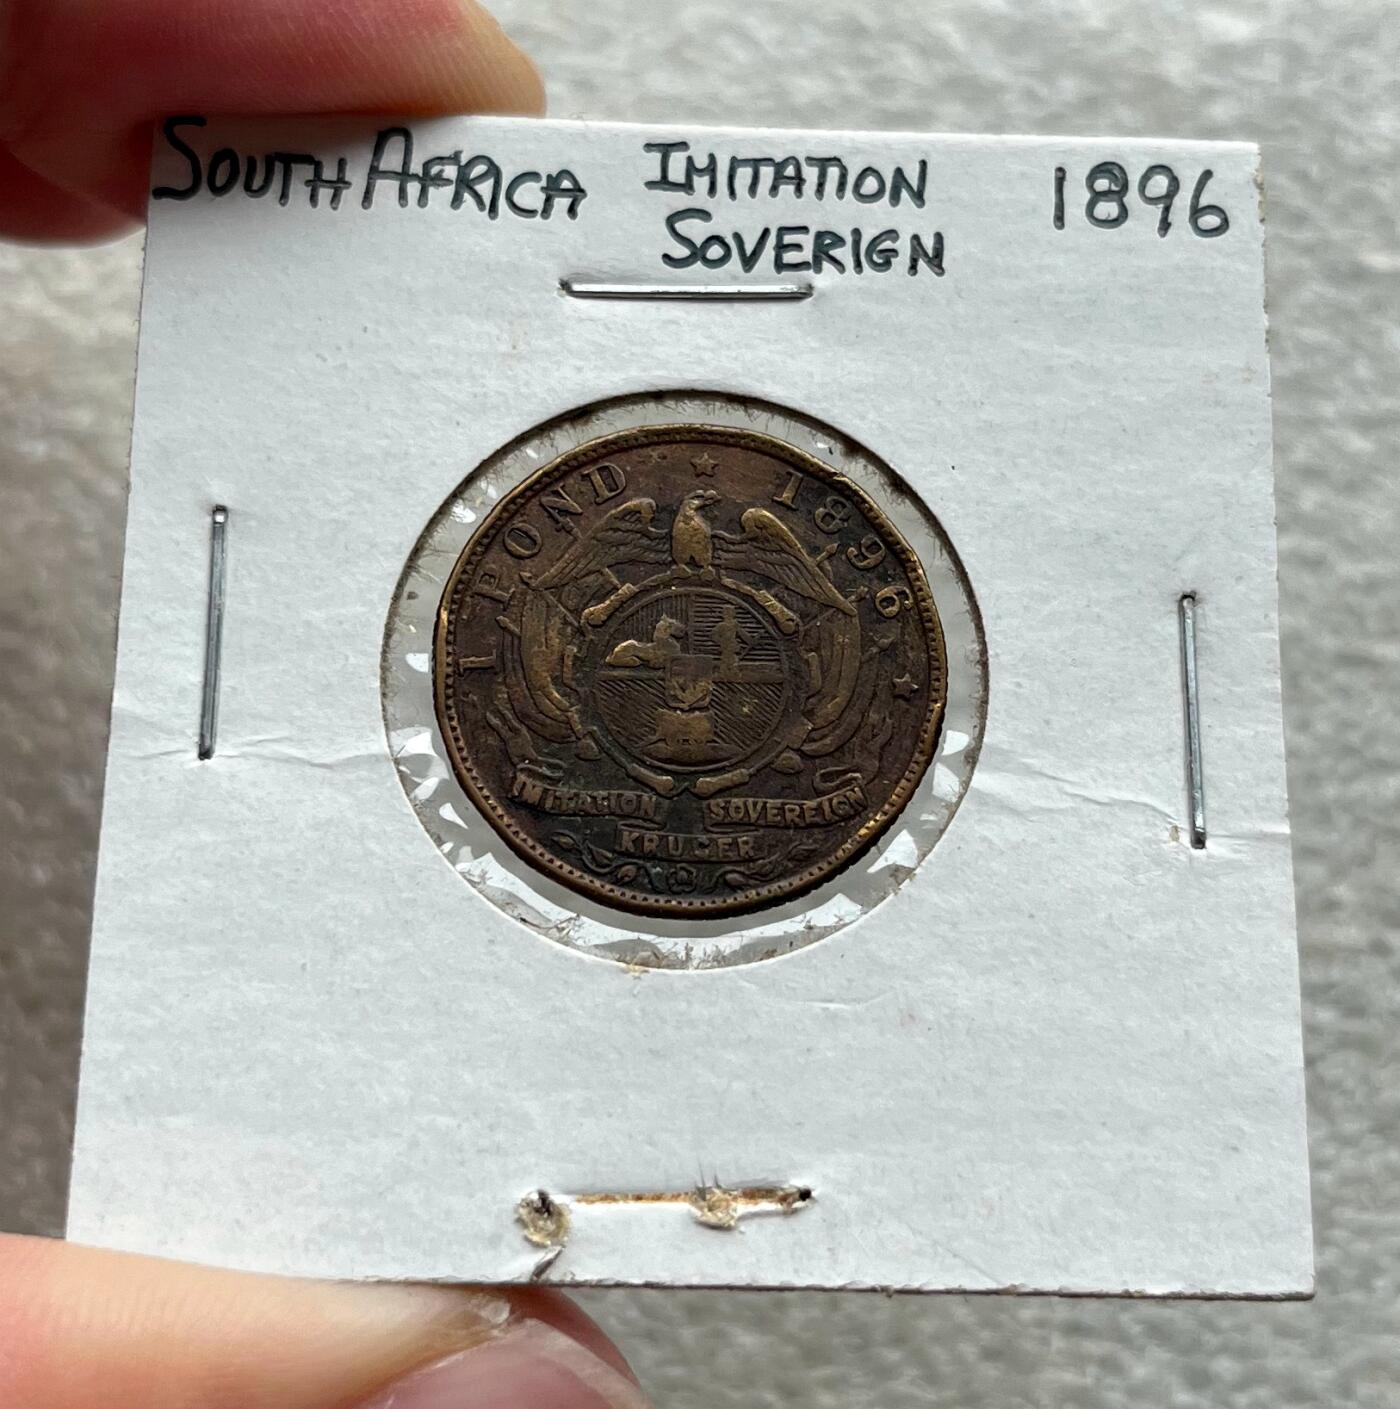 SOUTH AFRICA IMITATION 1896
SOVERIGN
1 POND 1896
IMITATION SOVEREIGN
KRUGER